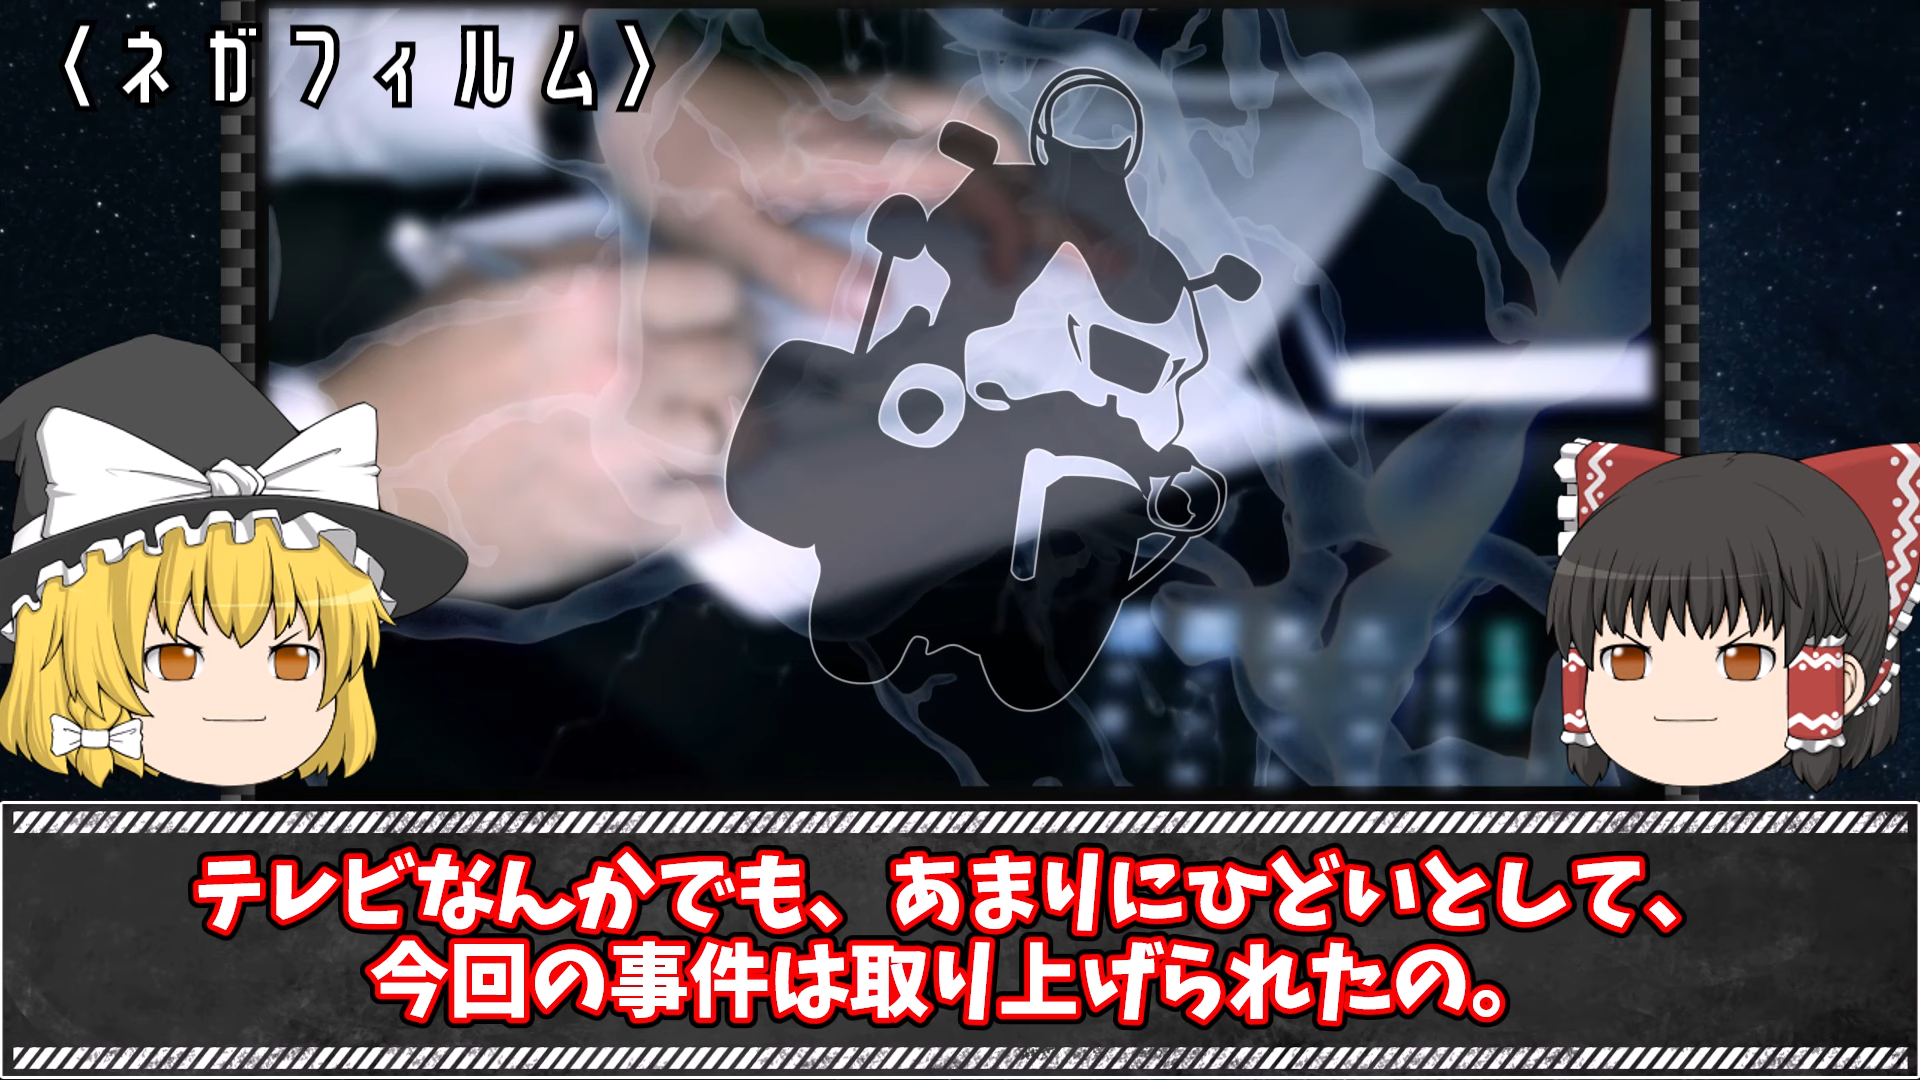 〈ネガフィルム〉
テレビなんかでも、あまりにひどいとして、
今回の事件は取り上げられたの。